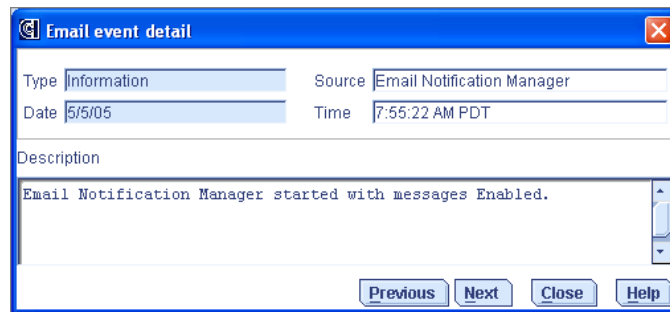 Email event detail
Type Information Source Email Notification Manager
Date 5/5/05 Time 7:55:22 AM PDT
Description
Email Notification Manager started with messages Enabled.
Previous Next Close Help